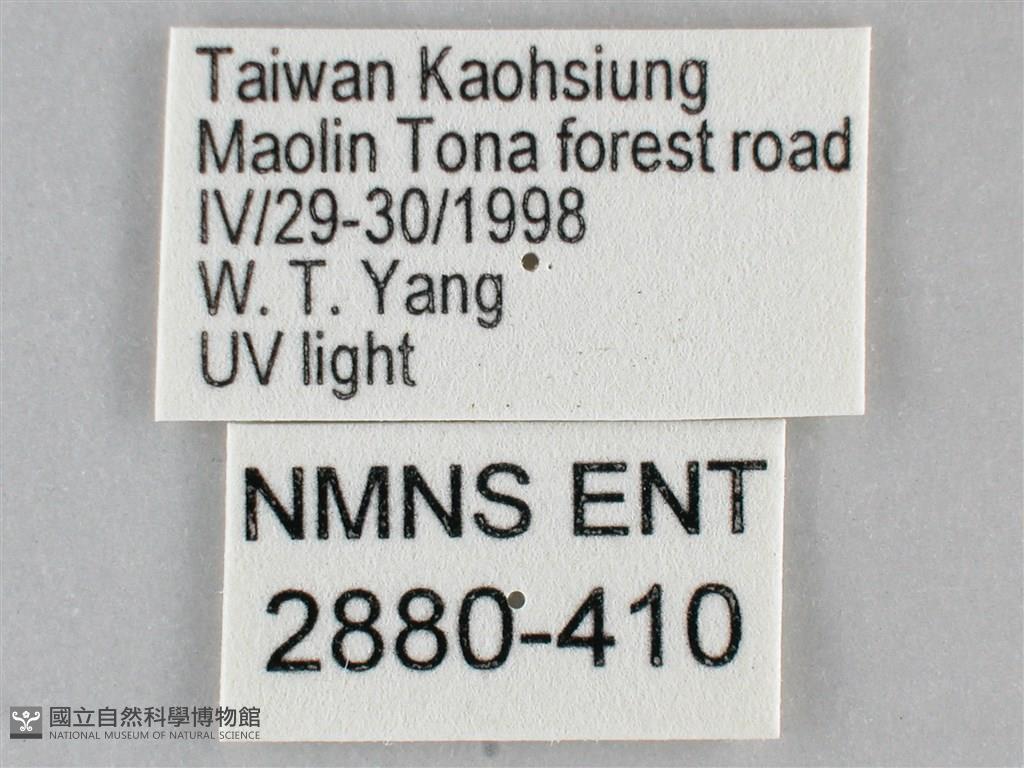 Taiwan Kaohsiung
Maolin Tona forest road
IV/29-30/1998
W. T. Yang
UV light
NMNS ENT
2880-410
國立自然科學博物館
NATIONAL MUSEUM OF NATURAL SCIENCE